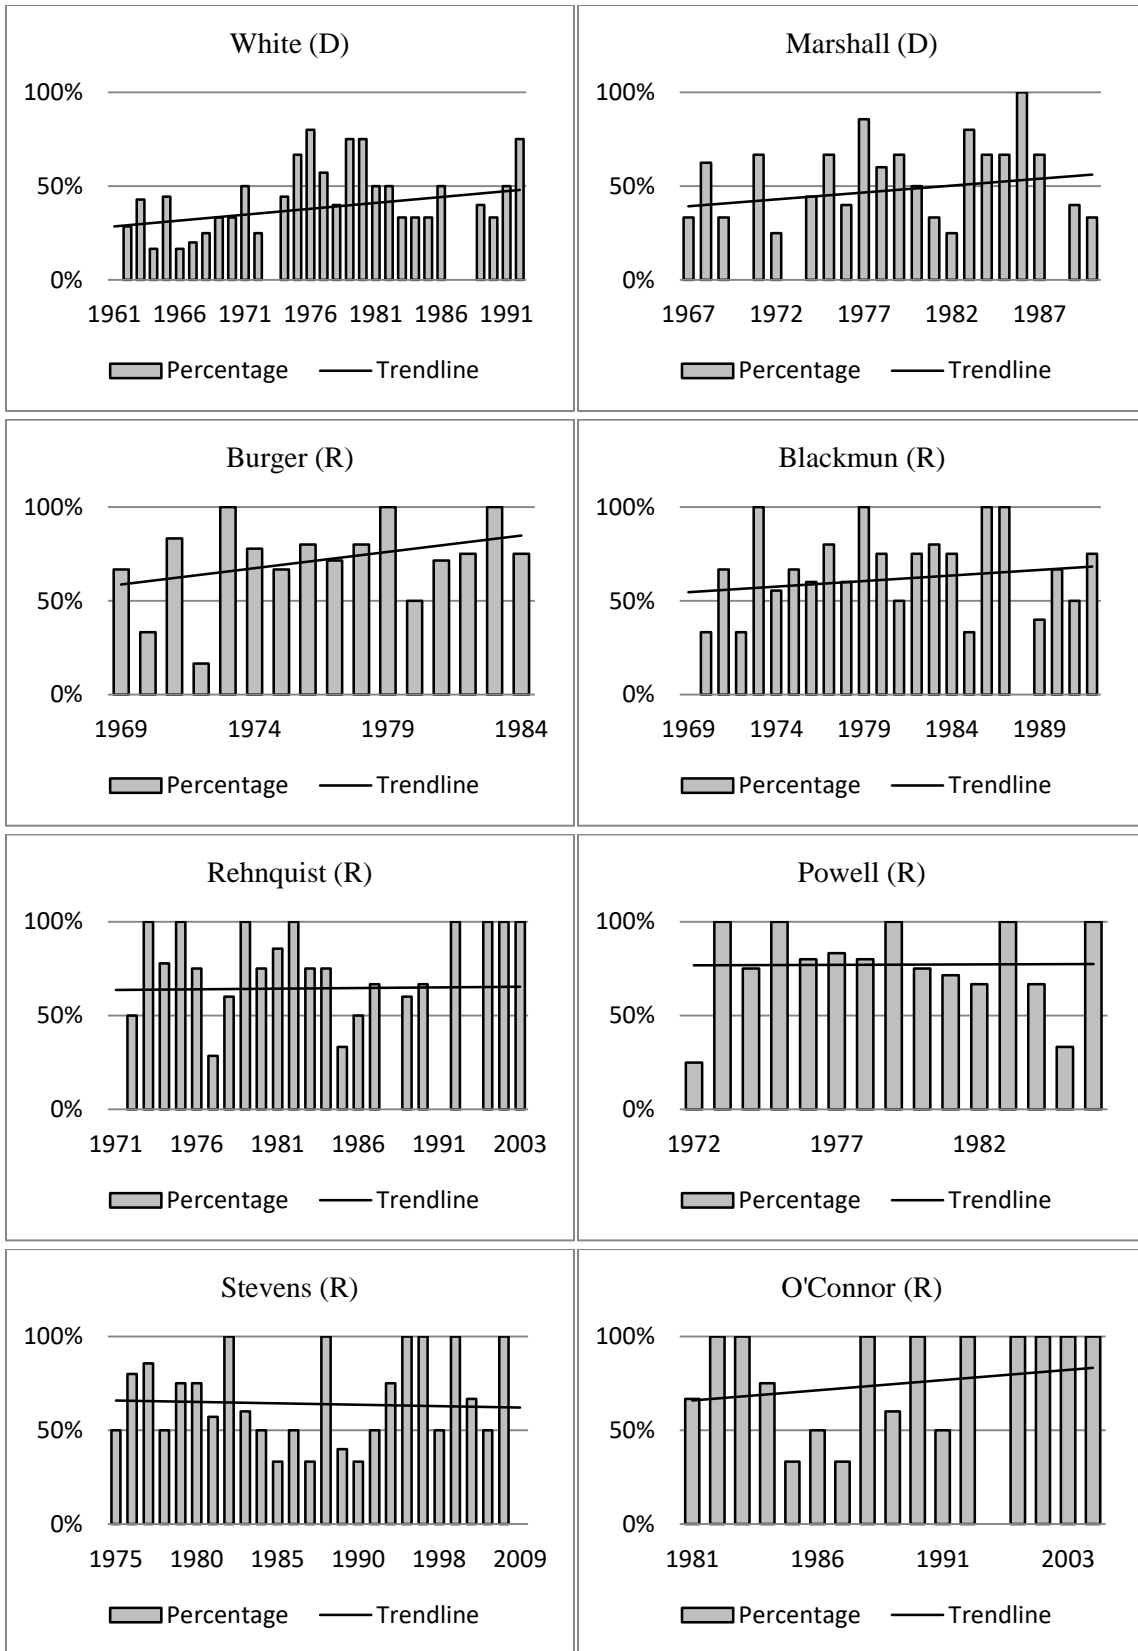 White (D)
100%
50%
0%
1961 1966 1971 1976 1981 1986 1991
Percentage Trendline
Marshall (D)
100%
50%
0%
1967 1972 1977 1982 1987
Percentage Trendline
Burger (R)
100%
50%
0%
1969 1974 1979 1984
Percentage Trendline
Blackmun (R)
100%
50%
0%
1969 1974 1979 1984 1989
Percentage Trendline
Rehnquist (R)
100%
50%
0%
1971 1976 1981 1986 1991 2003
Percentage Trendline
Powell (R)
100%
50%
0%
1972 1977 1982
Percentage Trendline
Stevens (R)
100%
50%
0%
1975 1980 1985 1990 1998 2009
Percentage Trendline
O'Connor (R)
100%
50%
0%
1981 1986 1991 2003
Percentage Trendline